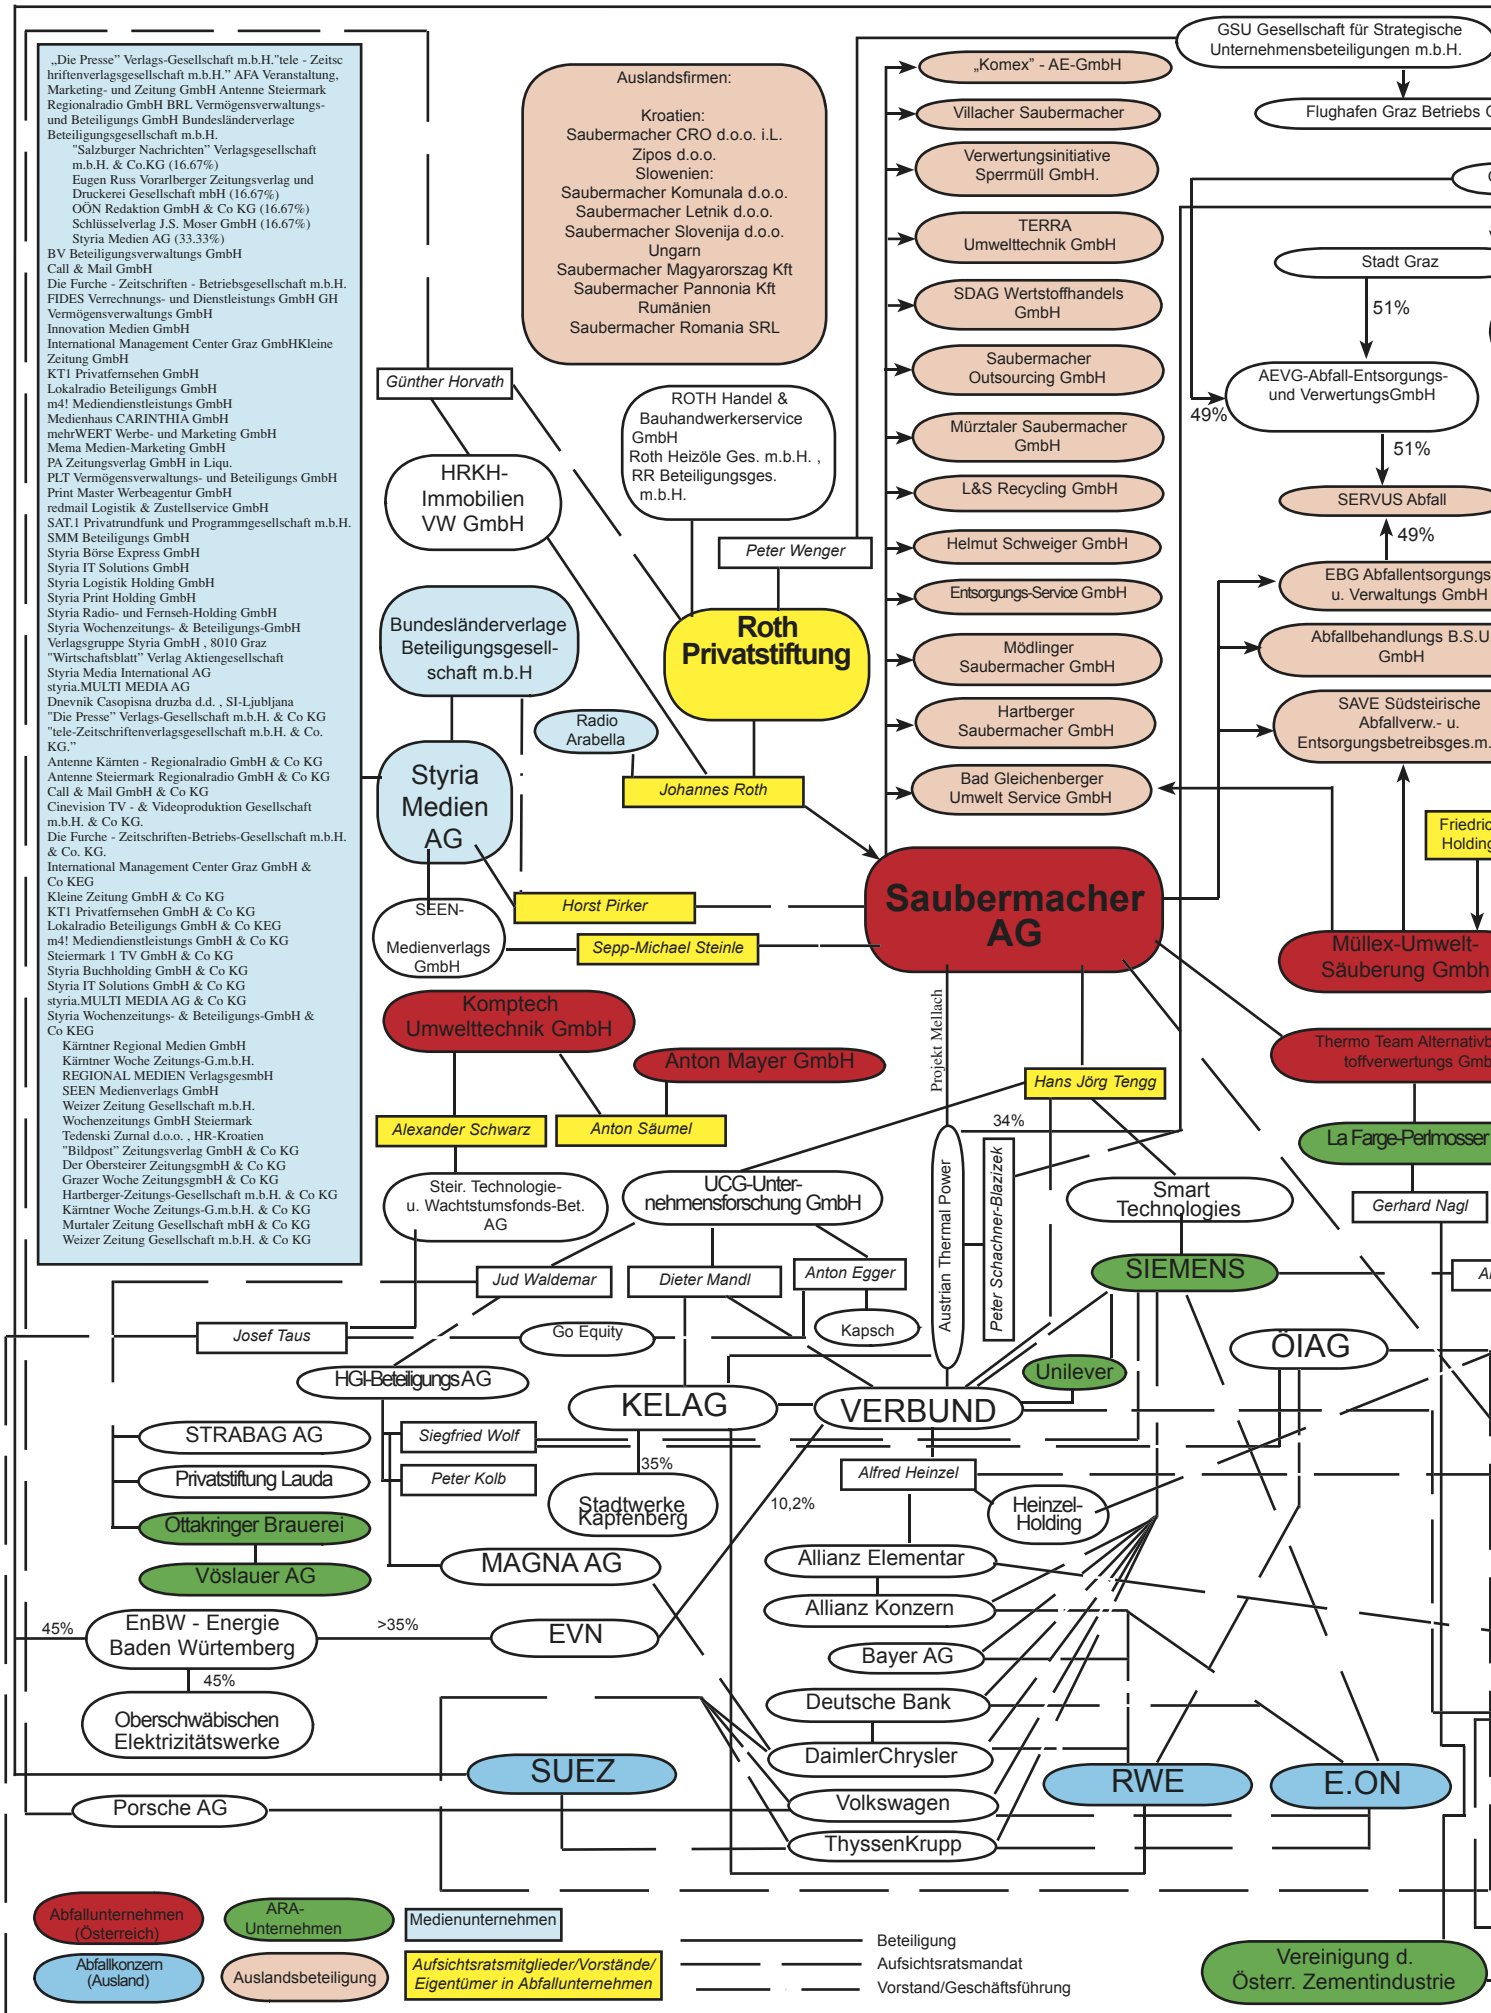 „Die Presse” Verlags-Gesellschaft m.b.H."tele - Zeitsc
hriftenverlagsgesellschaft m.b.H.” AFA Veranstaltung,
Marketing- und Zeitung GmbH Antenne Steiermark
Regionalradio GmbH BRL Vermögensverwaltungs-
und Beteiligungs GmbH Bundesländerverlage
Beteiligungsgesellschaft m.b.H.
"Salzburger Nachrichten” Verlagsgesellschaft
m.b.H. & Co.KG (16.67%)
Eugen Russ Vorarlberger Zeitungsverlag und
Druckerei Gesellschaft mbH (16.67%)
OÖN Redaktion GmbH & Co KG (16.67%)
Schlüsselverlag J.S. Moser GmbH (16.67%)
Styria Medien AG (33.33%)
BV Beteiligungsverwaltungs GmbH
Call & Mail GmbH
Die Furche - Zeitschriften - Betriebsgesellschaft m.b.H.
FIDES Verrechnungs- und Dienstleistungs GmbH GH
Vermögensverwaltungs GmbH
Innovation Medien GmbH
International Management Center Graz GmbHKleine
Zeitung GmbH
KT1 Privatfernsehen GmbH
Lokalradio Beteiligungs GmbH
m4! Mediendienstleistungs GmbH
Medienhaus CARINTHIA GmbH
mehrWERT Werbe- und Marketing GmbH
Mema Medien-Marketing GmbH
PA Zeitungsverlag GmbH in Liqu.
PLT Vermögensverwaltungs- und Beteiligungs GmbH
Print Master Werbeagentur GmbH
redmail Logistik & Zustellservice GmbH
SAT.1 Privatrundfunk und Programmgesellschaft m.b.H.
SMM Beteiligungs GmbH
Styria Börse Express GmbH
Styria IT Solutions GmbH
Styria Logistik Holding GmbH
Styria Print Holding GmbH
Styria Radio- und Fernseh-Holding GmbH
Styria Wochenzeitungs- & Beteiligungs-GmbH
Verlagsgruppe Styria GmbH , 8010 Graz
"Wirtschaftsblatt” Verlag Aktiengesellschaft
Styria Media International AG
styria.MULTI MEDIA AG
Dnevnik Casopisna druzba d.d. , SI-Ljubljana
"Die Presse” Verlags-Gesellschaft m.b.H. & Co KG
"tele-Zeitschriftenverlagsgesellschaft m.b.H. & Co.
KG.”
Antenne Kärnten - Regionalradio GmbH & Co KG
Antenne Steiermark Regionalradio GmbH & Co KG
Call & Mail GmbH & Co KG
Cinevision TV - & Videoproduktion Gesellschaft
m.b.H. & Co KG.
Die Furche - Zeitschriften-Betriebs-Gesellschaft m.b.H.
& Co. KG.
International Management Center Graz GmbH &
Co KEG
Kleine Zeitung GmbH & Co KG
KT1 Privatfernsehen GmbH & Co KG
Lokalradio Beteiligungs GmbH & Co KEG
m4! Mediendienstleistungs GmbH & Co KG
Steiermark 1 TV GmbH & Co KG
Styria Buchholding GmbH & Co KG
Styria IT Solutions GmbH & Co KG
styria.MULTI MEDIA AG & Co KG
Styria Wochenzeitungs- & Beteiligungs-GmbH &
Co KEG
Kärntner Regional Medien GmbH
Kärntner Woche Zeitungs-G.m.b.H.
REGIONAL MEDIEN VerlagsgesmbH
SEEN Medienverlags GmbH
Weizer Zeitung Gesellschaft m.b.H.
Wochenzeitungs GmbH Steiermark
Tedenski Zurnal d.o.o. , HR-Kroatien
"Bildpost” Zeitungsverlag GmbH & Co KG
Der Obersteirer ZeitungsgmbH & Co KG
Grazer Woche ZeitungsgmbH & Co KG
Hartberger-Zeitungs-Gesellschaft m.b.H. & Co KG
Kärntner Woche Zeitungs-G.m.b.H. & Co KG
Murtaler Zeitung Gesellschaft mbH & Co KG
Weizer Zeitung Gesellschaft m.b.H. & Co KG
Auslandsfirmen:
Kroatien:
Saubermacher CRO d.o.o. i.L.
Zipos d.o.o.
Slowenien:
Saubermacher Komunala d.o.o.
Saubermacher Letnik d.o.o.
Saubermacher Slovenija d.o.o.
Ungarn
Saubermacher Magyarorszag Kft
Saubermacher Pannonia Kft
Rumänien
Saubermacher Romania SRL
GSU Gesellschaft für Strategische
Unternehmensbeteiligungen m.b.H.
Flughafen Graz Betriebs G
Stadt Graz
51%
AEVG-Abfall-Entsorgungs-
und VerwertungsGmbH
49%
51%
SERVUS Abfall
49%
EBG Abfallentsorgungs
u. Verwaltungs GmbH
Abfallbehandlungs B.S.U
GmbH
SAVE Südsteirische
Abfallverw.- u.
Entsorgungsbetreibsges.m.
Friedric
Holding
Müllex-Umwelt-
Säuberung Gmbh
Thermo Team Alternativb
toffverwertungs Gmb
La Farge-Perlmosser
Gerhard Nagl
„Komex” - AE-GmbH
Villacher Saubermacher
Verwertungsinitiative
Sperrmüll GmbH.
TERRA
Umwelttechnik GmbH
SDAG Wertstoffhandels
GmbH
Saubermacher
Outsourcing GmbH
Mürztaler Saubermacher
GmbH
L&S Recycling GmbH
Helmut Schweiger GmbH
Entsorgungs-Service GmbH
Mödlinger
Saubermacher GmbH
Hartberger
Saubermacher GmbH
Bad Gleichenberger
Umwelt Service GmbH
Günther Horvath
HRKH-
Immobilien
VW GmbH
ROTH Handel &
Bauhandwerkerservice
GmbH
Roth Heizöle Ges. m.b.H. ,
RR Beteiligungsges.
m.b.H.
Peter Wenger
Roth
Privatstiftung
Bundesländerverlage
Beteiligungsgesell-
schaft m.b.H
Radio
Arabella
Johannes Roth
Styria
Medien
AG
Horst Pirker
SEEN-
Medienverlags
GmbH
Sepp-Michael Steinle
Saubermacher
AG
Komptech
Umwelttechnik GmbH
Anton Mayer GmbH
Alexander Schwarz
Anton Säumel
Projekt Mellach
Hans Jörg Tengg
34%
Austrian Thermal Power
Peter Schachner-Blazizek
Steir. Technologie-
u. Wachtstumsfonds-Bet.
AG
UCG-Unter-
nehmensforschung GmbH
Smart
Technologies
SIEMENS
Jud Waldemar
Dieter Mandl
Anton Egger
Josef Taus
Go Equity
Kapsch
ÖIAG
Unilever
HGI-Beteiligungs AG
KELAG
VERBUND
STRABAG AG
Siegfried Wolf
Privatstiftung Lauda
Peter Kolb
35%
Stadtwerke
Kapfenberg
10,2%
Alfred Heinzel
Heinzel-
Holding
Ottakringer Brauerei
Vöslauer AG
MAGNA AG
Allianz Elementar
Allianz Konzern
45%
EnBW - Energie
Baden Würtemberg
>35%
EVN
Bayer AG
45%
Oberschwäbischen
Elektrizitätswerke
Deutsche Bank
DaimlerChrysler
SUEZ
RWE
E.ON
Porsche AG
Volkswagen
ThyssenKrupp
Abfallunternehmen
(Österreich)
ARA-
Unternehmen
Medienunternehmen
Abfallkonzern
(Ausland)
Auslandsbeteiligung
Aufsichtsratsmitglieder/Vorstände/
Eigentümer in Abfallunternehmen
Beteiligung
Aufsichtsratsmandat
Vorstand/Geschäftsführung
Vereinigung d.
Österr. Zementindustrie